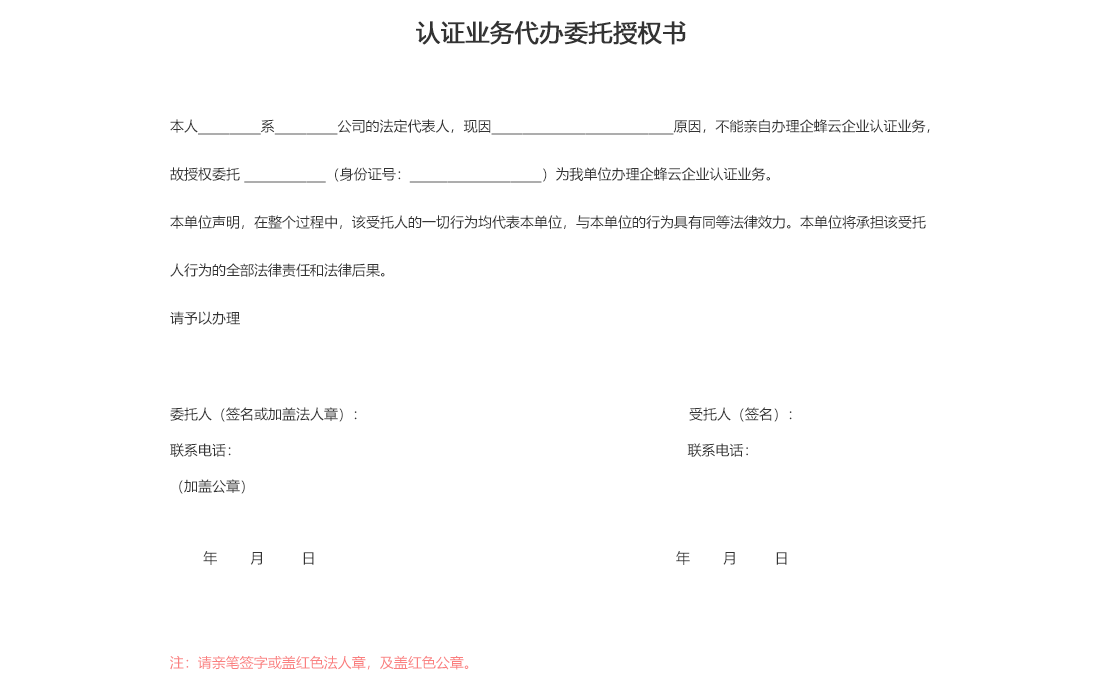 认证业务代办委托授权书
本人_________系_________公司的法定代表人，现因__________________________原因，不能亲自办理企蜂云企业认证业务，
故授权委托 ____________（身份证号：___________________）为我单位办理企蜂云企业认证业务。
本单位声明，在整个过程中，该受托人的一切行为均代表本单位，与本单位的行为具有同等法律效力。本单位将承担该受托
人行为的全部法律责任和法律后果。
请予以办理
委托人（签名或加盖法人章）： 受托人（签名）：
联系电话： 联系电话：
（加盖公章）
年 月 日 年 月 日
注：请亲笔签字或盖红色法人章，及盖红色公章。